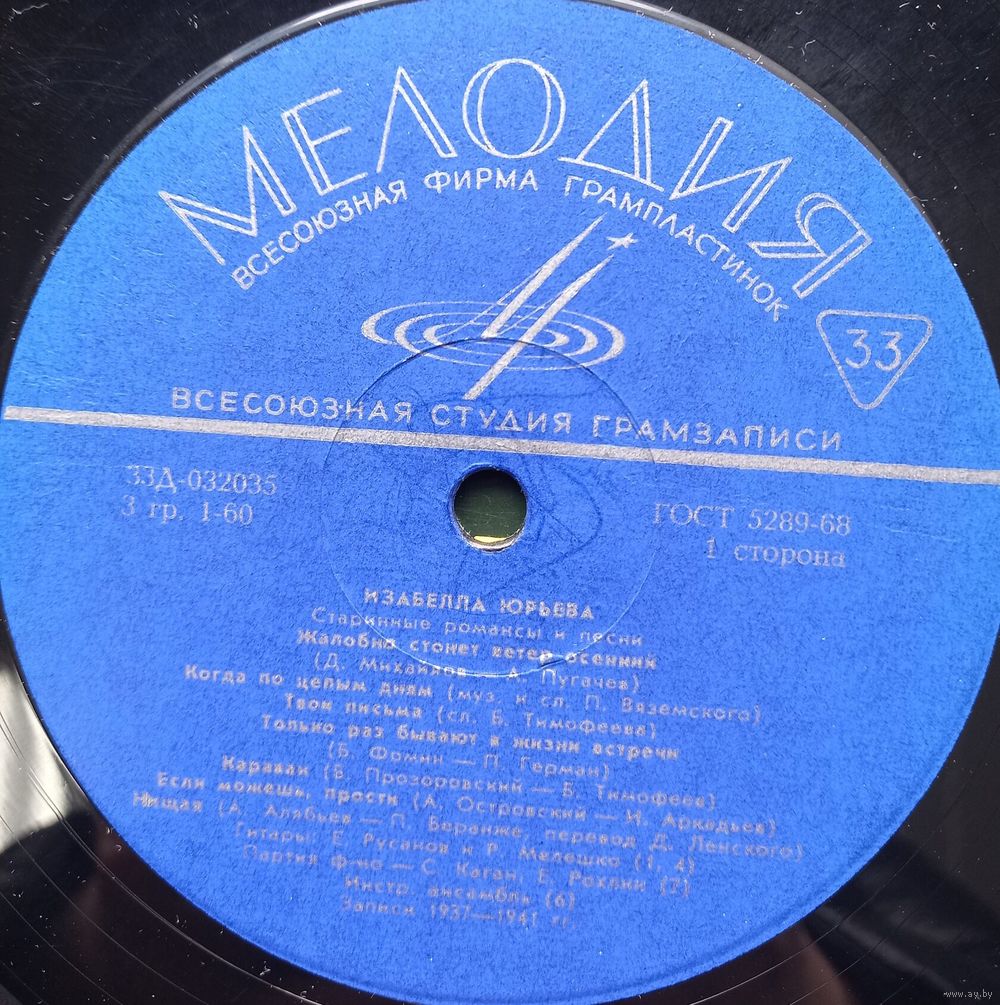 МЕЛОДИЯ
ВСЕСОЮЗНАЯ ФИРМА ГРАМПЛАСТИНОК
33
ВСЕСОЮЗНАЯ СТУДИЯ ГРАМЗАПИСИ
33Д-032035
3 гр. 1-60
ГОСТ 5289-68
1 сторона
ИЗАБЕЛЛА ЮРЬЕВА
Старинные романсы и песни
Жалобно стонет ветер осенний
(Д. Михайлов — А. Пугачев)
Когда по целым дням (муз. и сл. П. Вяземского)
Твои письма (сл. Б. Тимофеева)
Только раз бывают в жизни встречи
(Б. Фомин — П. Герман)
Караван (Б. Прозоровский — Б. Тимофеев)
Если можешь, прости (А. Островский — И. Аркадьев)
Нищая (А. Алябьев — П. Беранже, перевод Д. Ленского)
Гитары: Е. Русанов и Р. Мелешко (1, 4)
Партия ф-но — С. Каган, Е. Рохлин (7)
Инстр. ансамбль (6)
Записи 1937—1941 гг.
www.ay.by